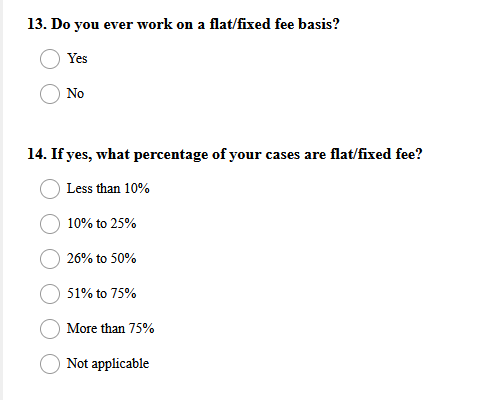 13. Do you ever work on a flat/fixed fee basis?
Yes
No
14. If yes, what percentage of your cases are flat/fixed fee?
Less than 10%
10% to 25%
26% to 50%
51% to 75%
More than 75%
Not applicable